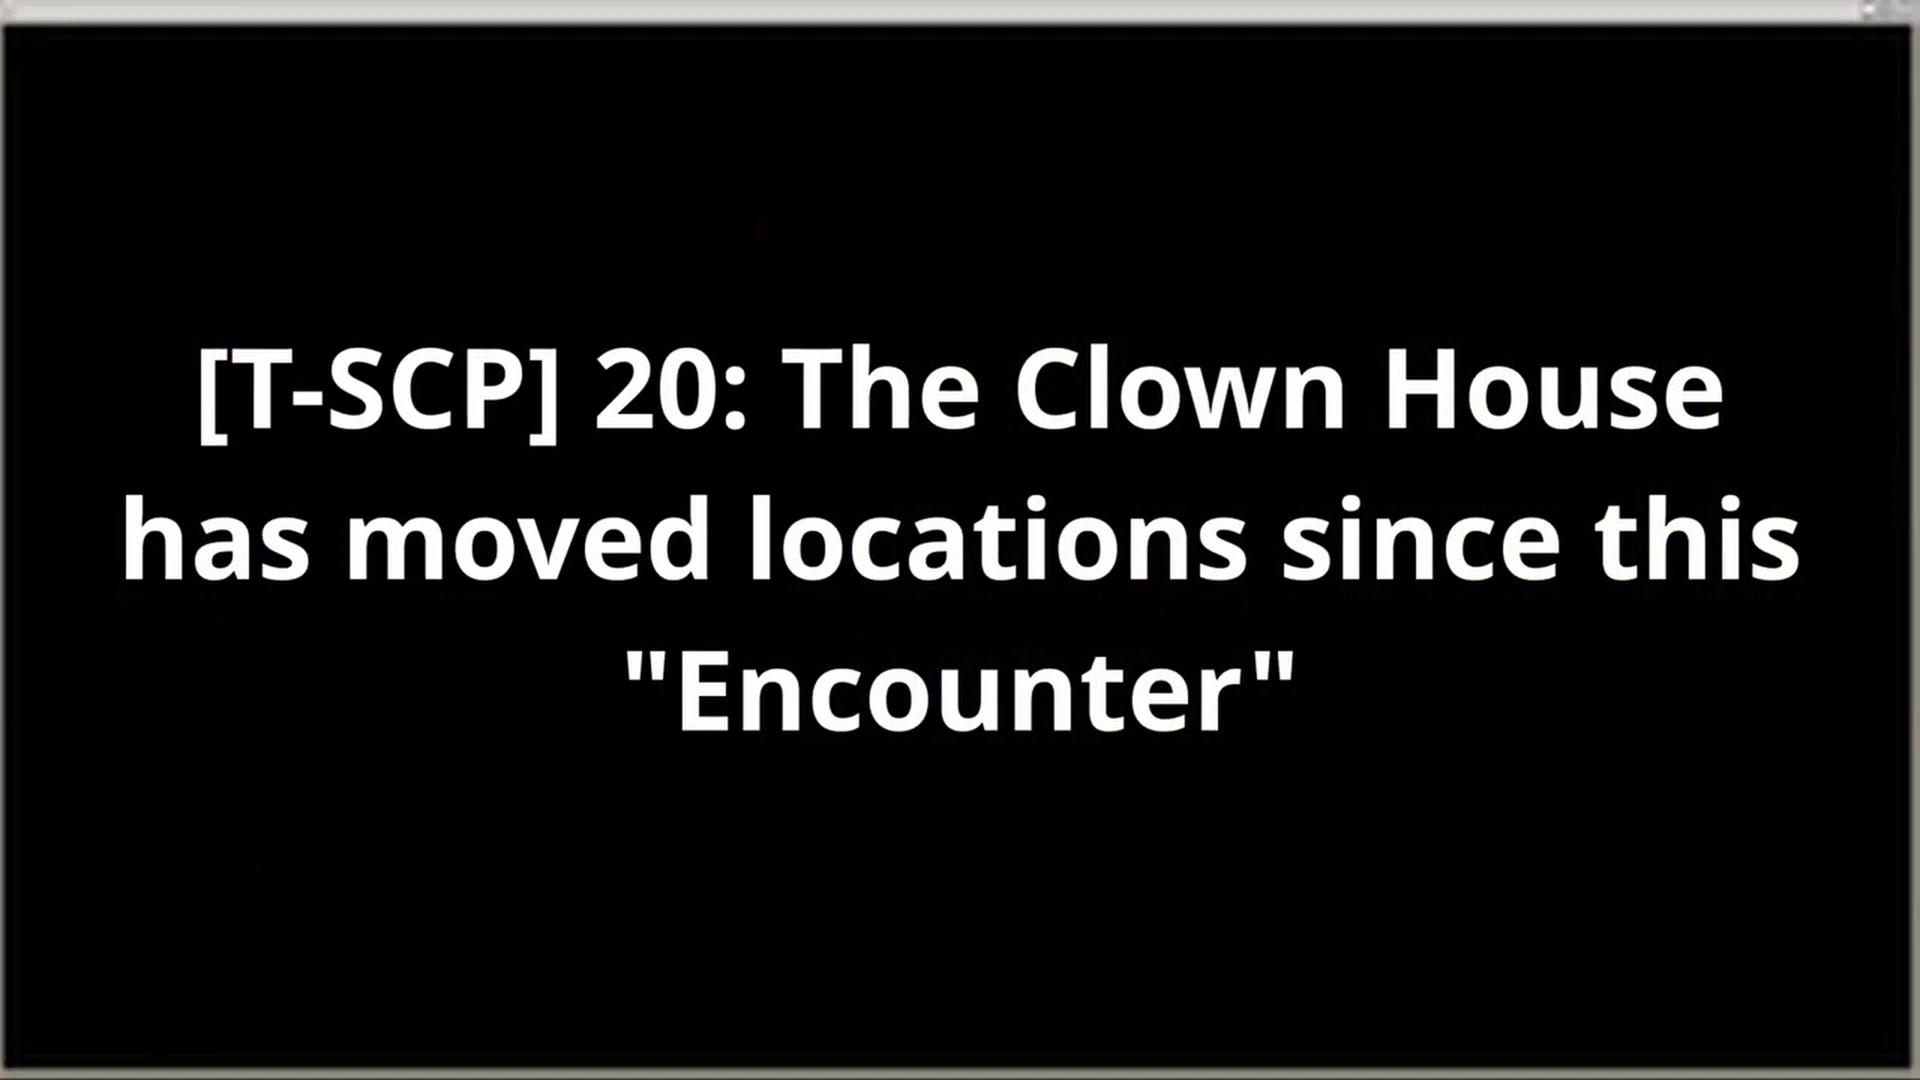 [T-SCP] 20: The Clown House
has moved locations since this
"Encounter"